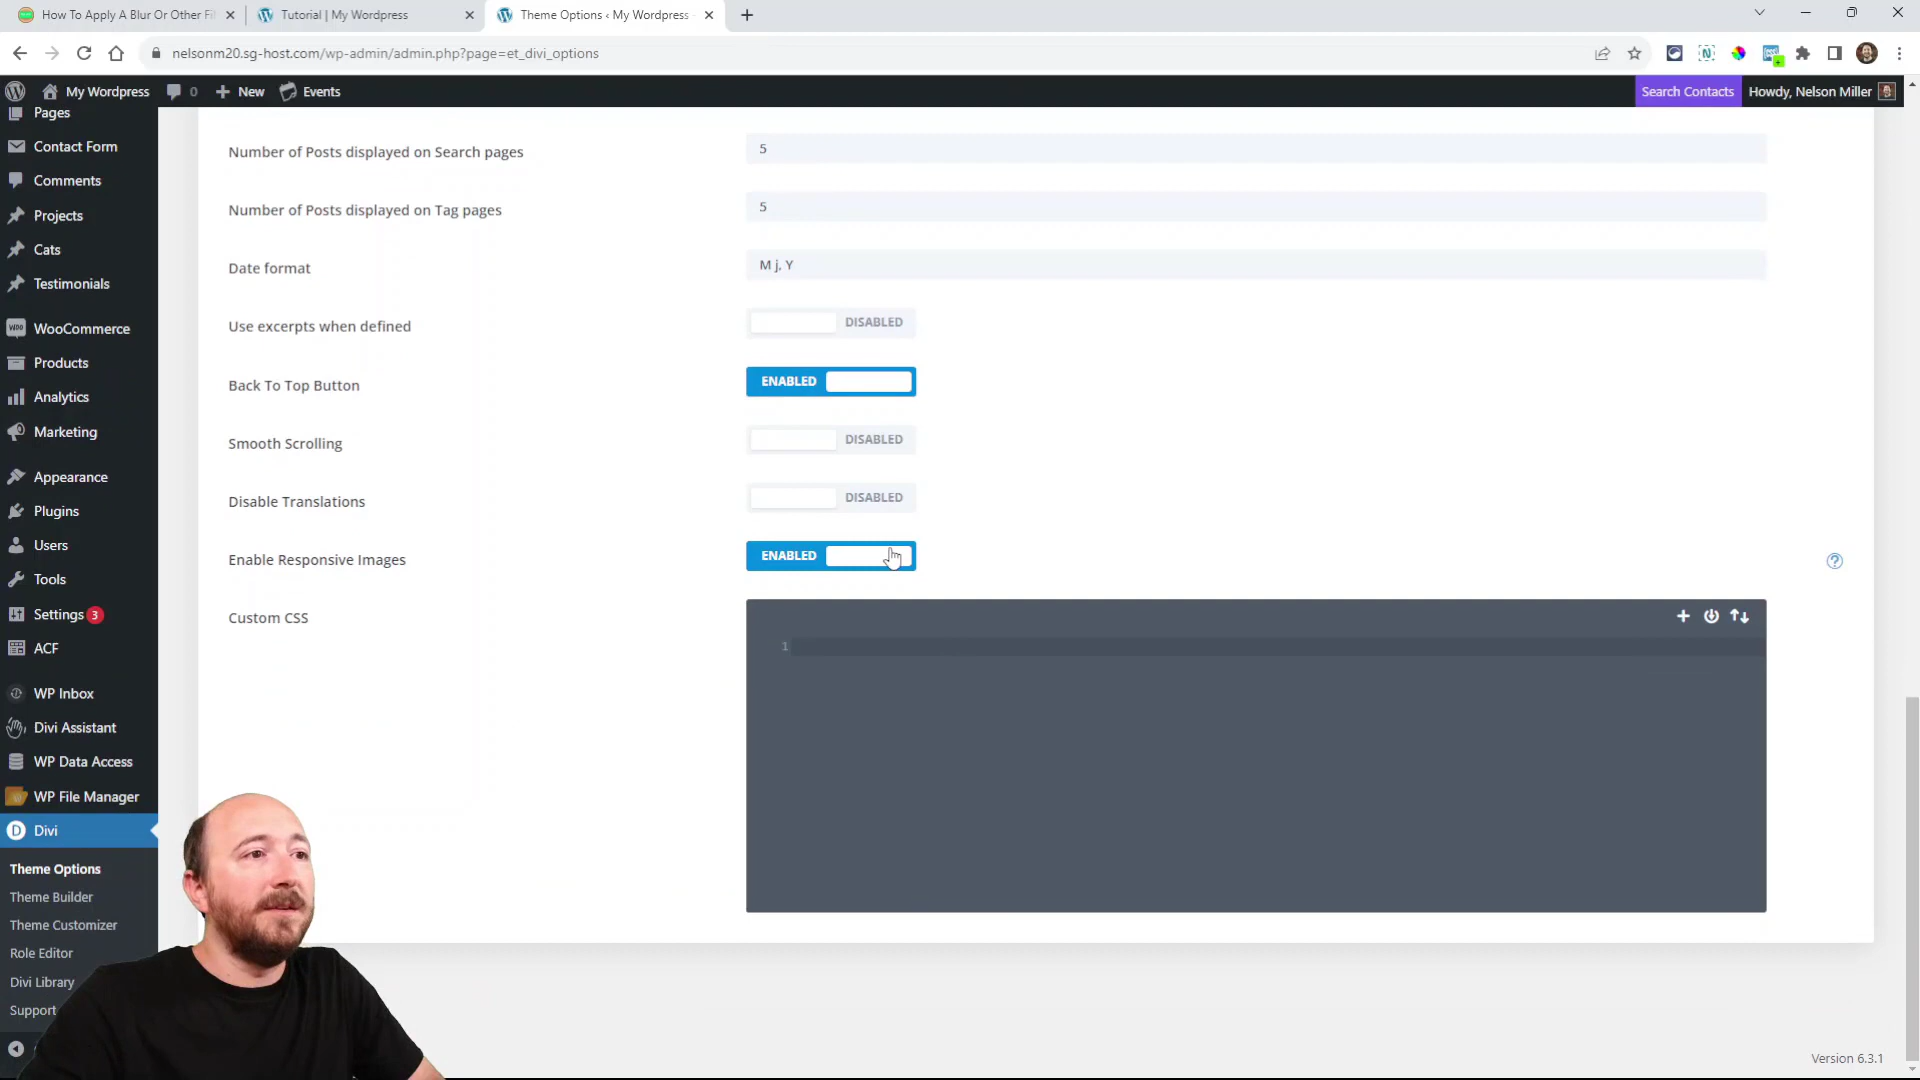 How To Apply A Blur Or Other Fi
Tutorial | My Wordpress
Theme Options ‹ My Wordpress
nelsonm20.sg-host.com/wp-admin/admin.php?page=et_divi_options
My Wordpress
0
New
Events
Search Contacts
Howdy, Nelson Miller
Pages
Contact Form
Comments
Projects
Cats
Testimonials
WooCommerce
Products
Analytics
Marketing
Appearance
Plugins
Users
Tools
Settings 3
ACF
WP Inbox
Divi Assistant
WP Data Access
WP File Manager
Divi
Theme Options
Theme Builder
Theme Customizer
Role Editor
Divi Library
Support
Number of Posts displayed on Search pages
5
Number of Posts displayed on Tag pages
5
Date format
M j, Y
Use excerpts when defined
DISABLED
Back To Top Button
ENABLED
Smooth Scrolling
DISABLED
Disable Translations
DISABLED
Enable Responsive Images
ENABLED
Custom CSS
1
Version 6.3.1